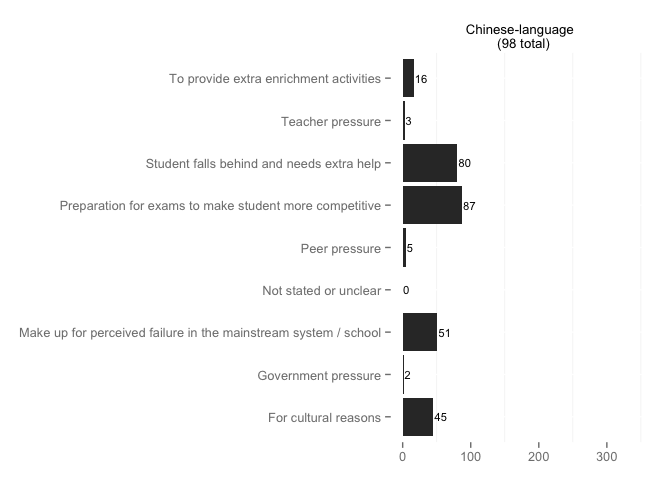 Chinese-language
(98 total)
To provide extra enrichment activities 16
Teacher pressure 3
Student falls behind and needs extra help 80
Preparation for exams to make student more competitive 87
Peer pressure 5
Not stated or unclear 0
Make up for perceived failure in the mainstream system / school 51
Government pressure 2
For cultural reasons 45
0 100 200 300